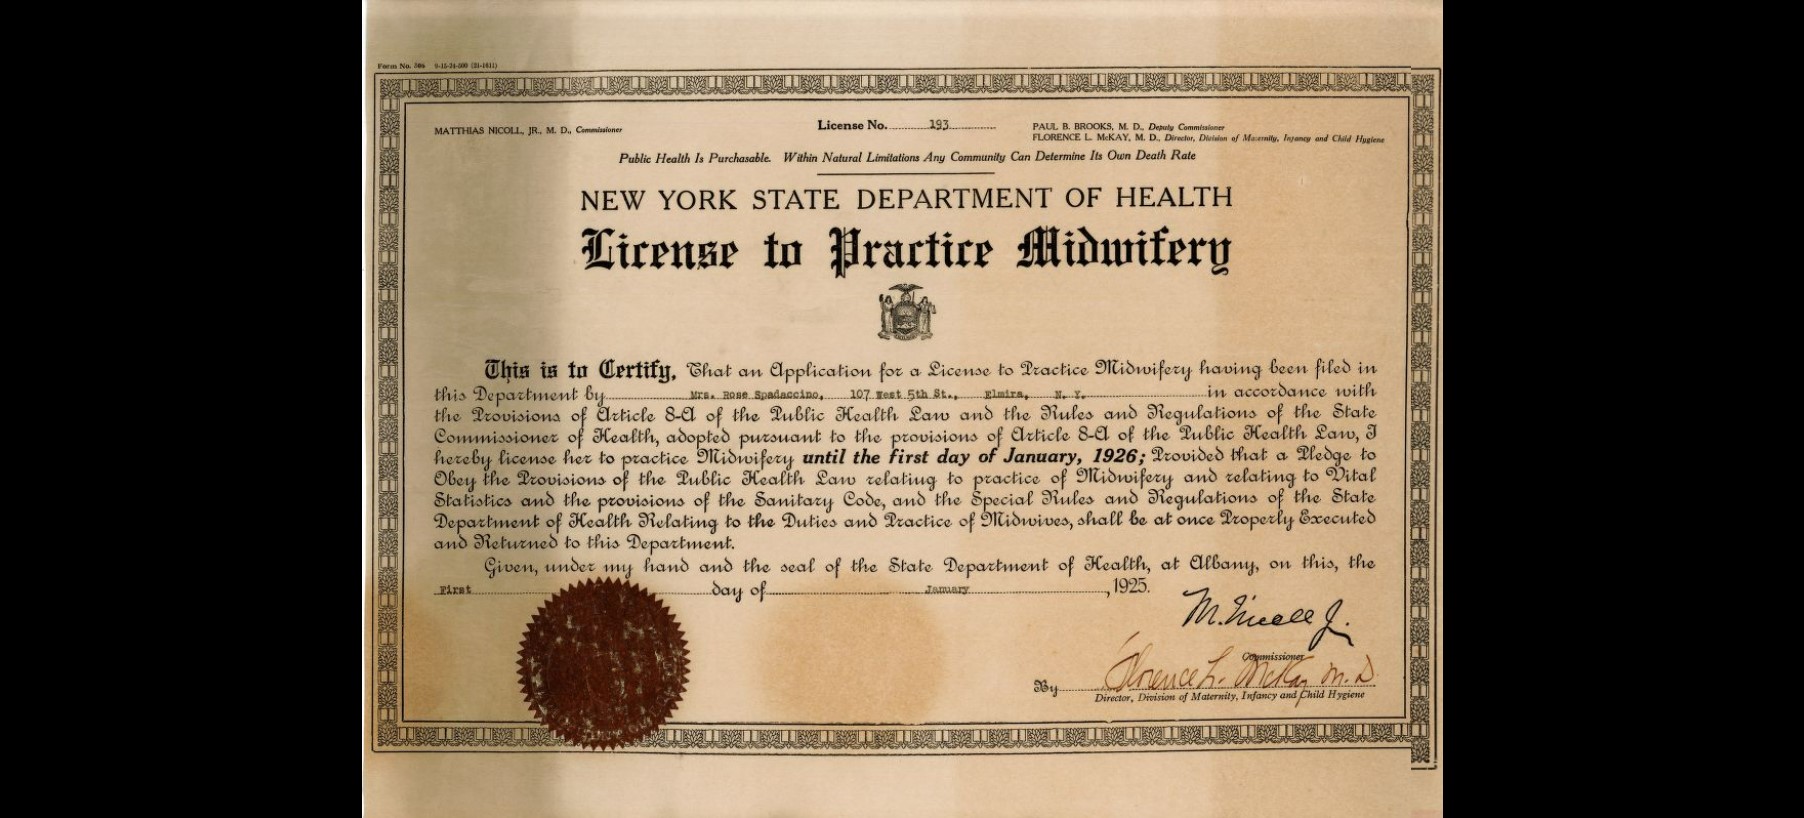 Form No. 9-15-24-500 (21-1811)
MATTHIAS NICOLL, JR., M. D., Commissioner
License No. 193
PAUL B. BROOKS, M. D., Deputy Commissioner
FLORENCE L. McKAY, M. D., Director, Division of Maternity, Infancy and Child Hygiene
Public Health Is Purchasable. Within Natural Limitations Any Community Can Determine Its Own Death Rate
NEW YORK STATE DEPARTMENT OF HEALTH
License to Practice Midwifery
This is to Certify, That an Application for a License to Practice Midwifery having been filed in
this Department by Mrs. Rose Spadaccino, 107 West 5th St., Elmira, N. Y. in accordance with
the Provisions of Article 8-A of the Public Health Law and the Rules and Regulations of the State
Commissioner of Health, adopted pursuant to the provisions of Article 8-A of the Public Health Law, I
hereby license her to practice Midwifery until the first day of January, 1926; Provided that a Pledge to
Obey the Provisions of the Public Health Law relating to practice of Midwifery and relating to Vital
Statistics and the provisions of the Sanitary Code, and the Special Rules and Regulations of the State
Department of Health Relating to the Duties and Practice of Midwives, shall be at once Properly Executed
and Returned to this Department.
Given, under my hand and the seal of the State Department of Health, at Albany, on this, the
First day of January, 1925.
M. Nicoll Jr.
Commissioner
By Florence L. McKay M.D.
Director, Division of Maternity, Infancy and Child Hygiene